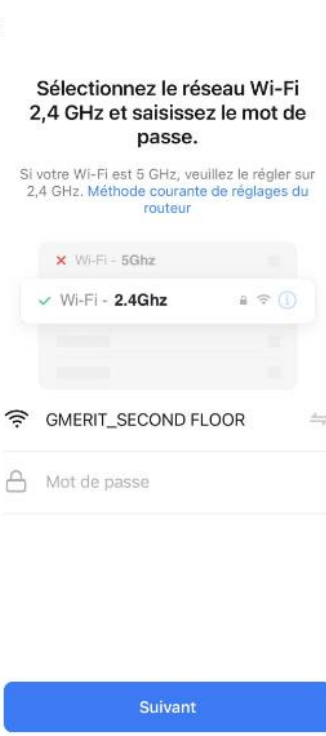 Sélectionnez le réseau Wi-Fi
2,4 GHz et saisissez le mot de
passe.
Si votre Wi-Fi est 5 GHz, veuillez le régler sur
2,4 GHz. Méthode courante de réglages du
routeur
Wi-Fi - 5Ghz
Wi-Fi - 2.4Ghz
GMERIT_SECOND FLOOR
Mot de passe
Suivant